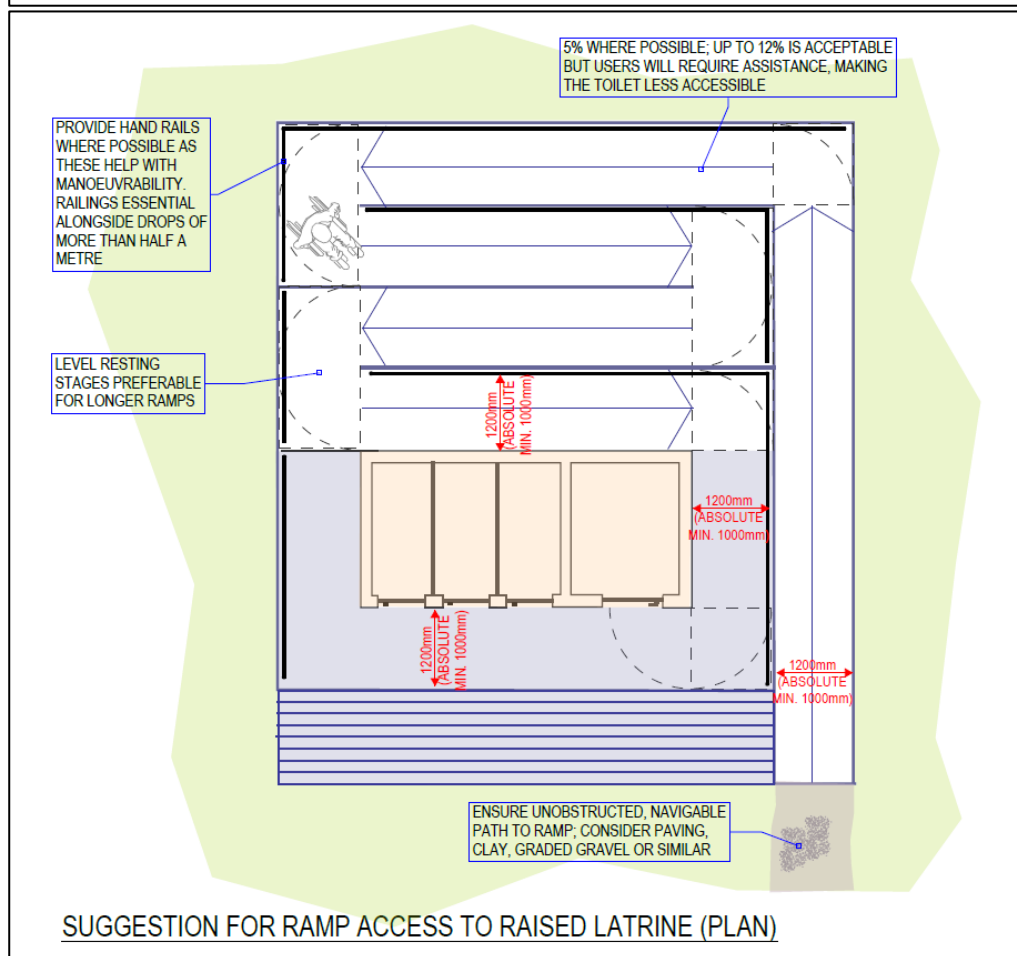 5% WHERE POSSIBLE; UP TO 12% IS ACCEPTABLE
BUT USERS WILL REQUIRE ASSISTANCE, MAKING
THE TOILET LESS ACCESSIBLE
PROVIDE HAND RAILS
WHERE POSSIBLE AS
THESE HELP WITH
MANOEUVRABILITY.
RAILINGS ESSENTIAL
ALONGSIDE DROPS OF
MORE THAN HALF A
METRE
LEVEL RESTING
STAGES PREFERABLE
FOR LONGER RAMPS
1200mm
(ABSOLUTE
MIN. 1000mm)
1200mm
(ABSOLUTE
MIN. 1000mm)
1200mm
(ABSOLUTE
MIN. 1000mm)
1200mm
(ABSOLUTE
MIN. 1000mm)
ENSURE UNOBSTRUCTED, NAVIGABLE
PATH TO RAMP; CONSIDER PAVING,
CLAY, GRADED GRAVEL OR SIMILAR
SUGGESTION FOR RAMP ACCESS TO RAISED LATRINE (PLAN)